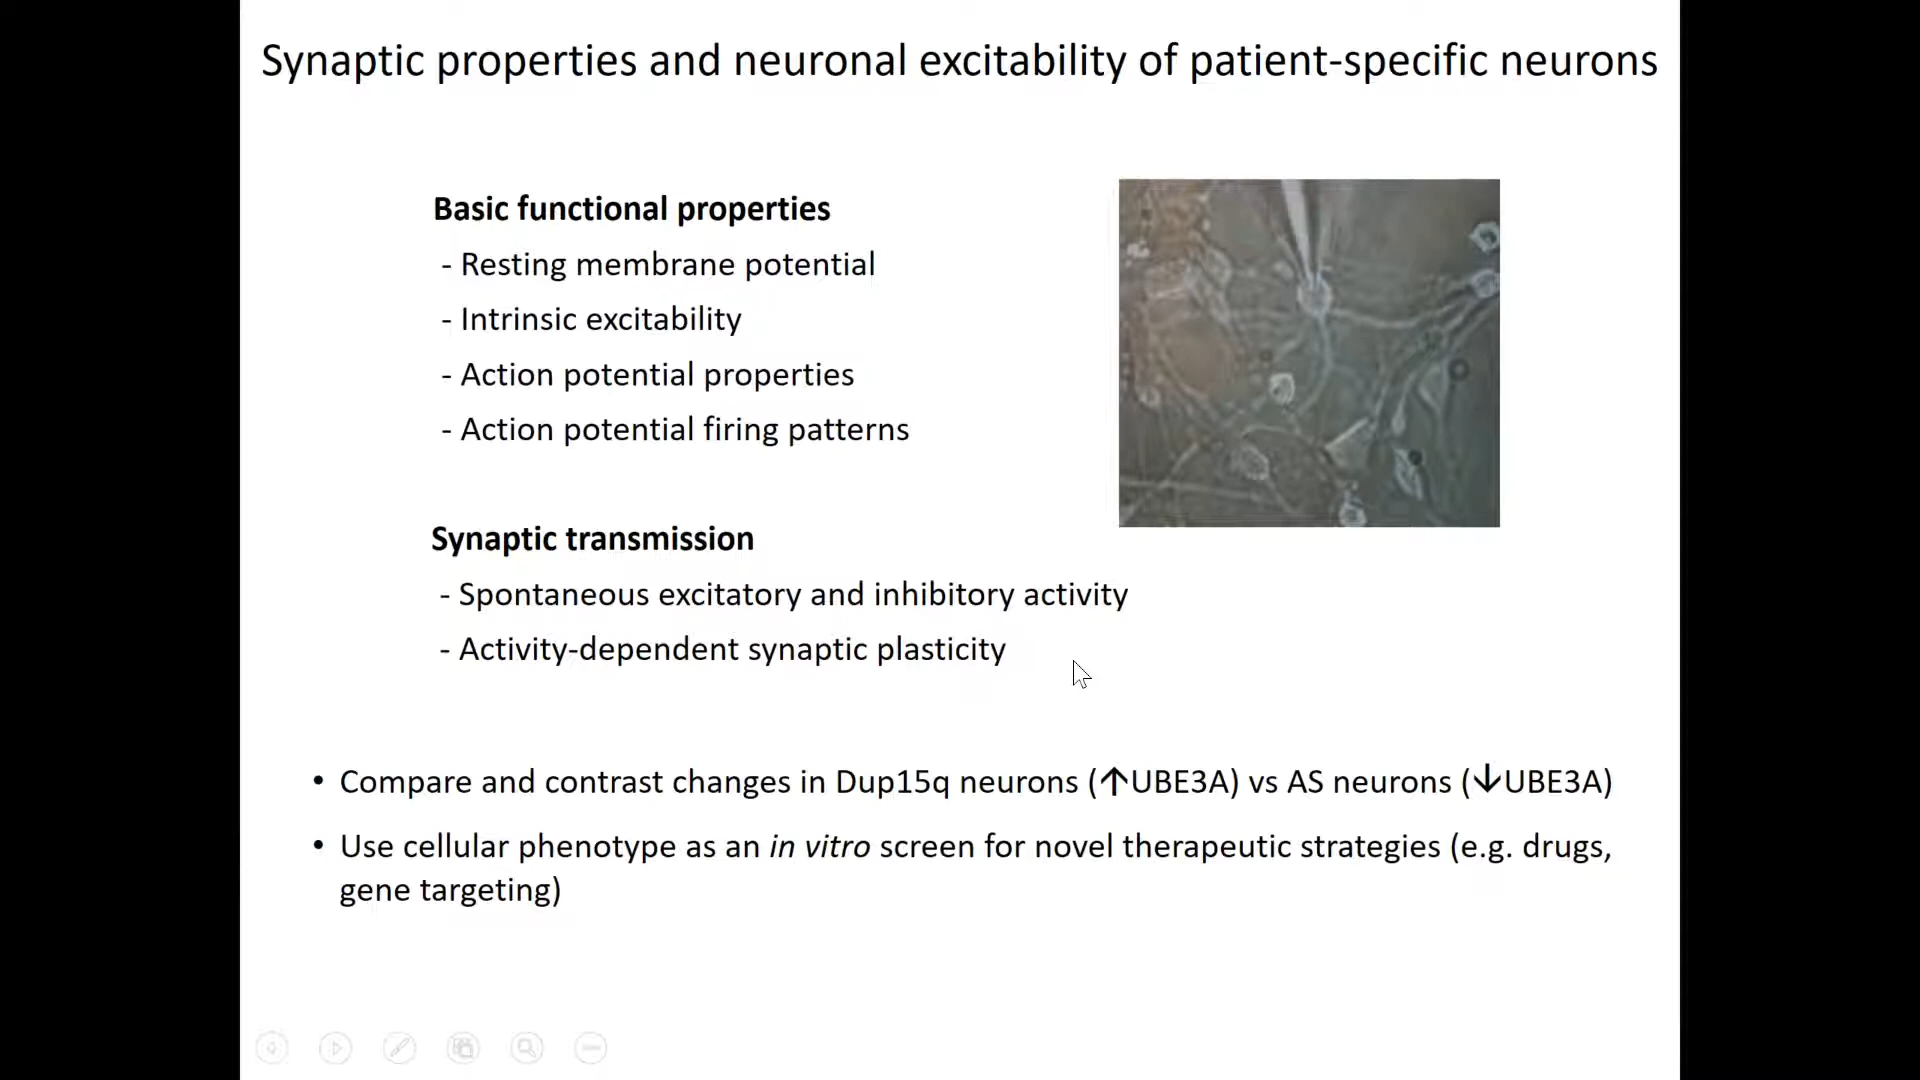 Synaptic properties and neuronal excitability of patient-specific neurons
Basic functional properties
- Resting membrane potential
- Intrinsic excitability
- Action potential properties
- Action potential firing patterns
Synaptic transmission
- Spontaneous excitatory and inhibitory activity
- Activity-dependent synaptic plasticity
• Compare and contrast changes in Dup15q neurons (↑UBE3A) vs AS neurons (↓UBE3A)
• Use cellular phenotype as an in vitro screen for novel therapeutic strategies (e.g. drugs,
gene targeting)